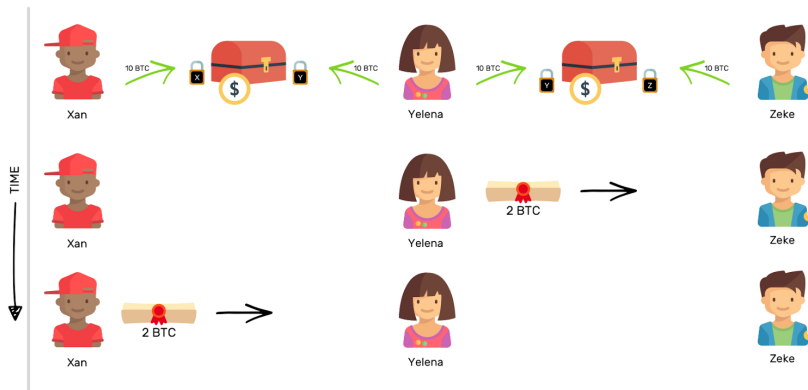 10 BTC
X
$
Y
10 BTC
10 BTC
Y
$
Z
10 BTC
Xan
Yelena
Zeke
TIME
2 BTC
Xan
Yelena
Zeke
2 BTC
Xan
Yelena
Zeke